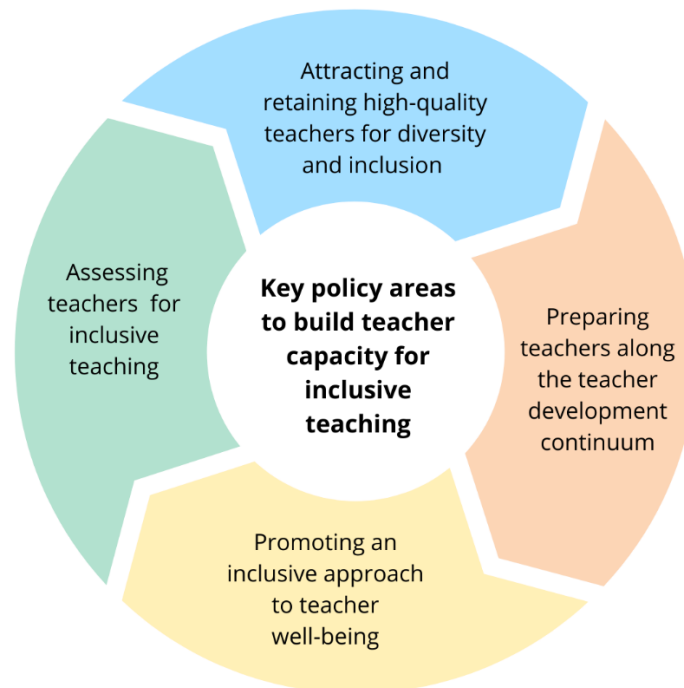 Attracting and
retaining high-quality
teachers for diversity
and inclusion
Preparing
teachers along
the teacher
development
continuum
Promoting an
inclusive approach
to teacher
well-being
Assessing
teachers for
inclusive
teaching
Key policy areas
to build teacher
capacity for
inclusive
teaching